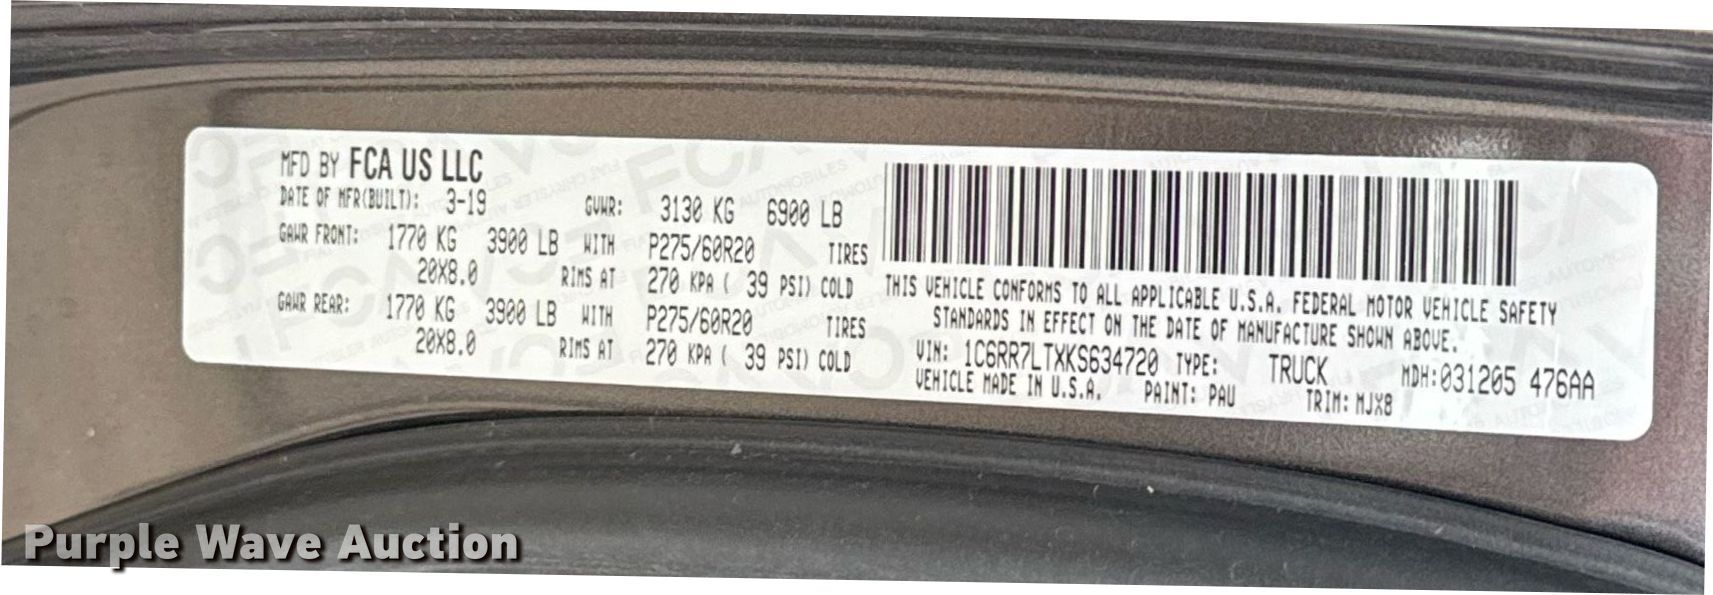 MFD BY FCA US LLC
DATE OF MFR(BUILT): 3-19 GVWR: 3130 KG 6900 LB
GAWR FRONT: 1770 KG 3900 LB WITH P275/60R20 TIRES
20X8.0 RIMS AT 270 KPA ( 39 PSI) COLD
GAWR REAR: 1770 KG 3900 LB WITH P275/60R20 TIRES
20X8.0 RIMS AT 270 KPA ( 39 PSI) COLD
THIS VEHICLE CONFORMS TO ALL APPLICABLE U.S.A. FEDERAL MOTOR VEHICLE SAFETY
STANDARDS IN EFFECT ON THE DATE OF MANUFACTURE SHOWN ABOVE.
VIN: 1C6RR7LTXKS634720 TYPE: TRUCK MDH:031205 476AA
VEHICLE MADE IN U.S.A. PAINT: PAU TRIM: MJX8
Purple Wave Auction